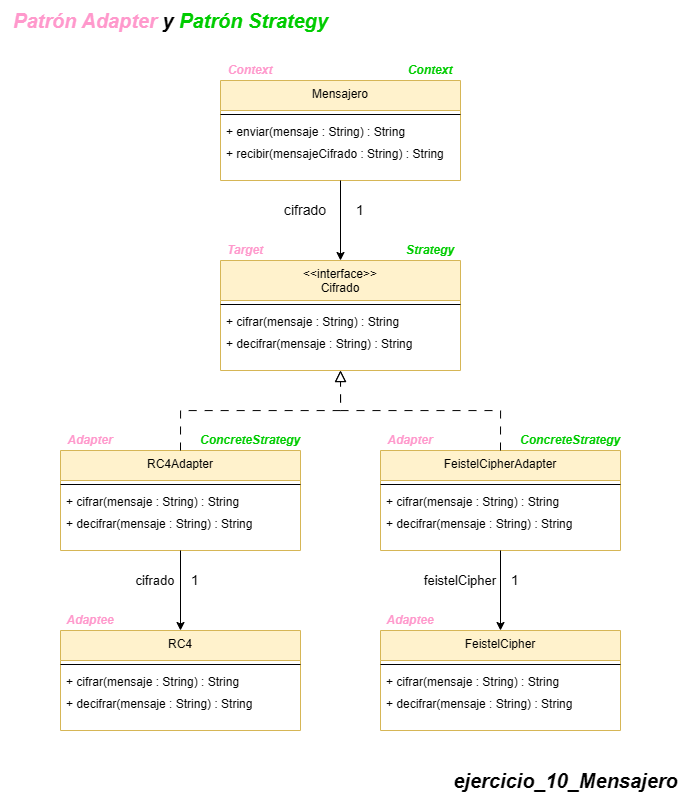 Patrón Adapter y Patrón Strategy
Context Context
Mensajero
+ enviar(mensaje : String) : String
+ recibir(mensajeCifrado : String) : String
cifrado 1
Target Strategy
<<interface>>
Cifrado
+ cifrar(mensaje : String) : String
+ decifrar(mensaje : String) : String
Adapter ConcreteStrategy Adapter ConcreteStrategy
RC4Adapter FeistelCipherAdapter
+ cifrar(mensaje : String) : String + cifrar(mensaje : String) : String
+ decifrar(mensaje : String) : String + decifrar(mensaje : String) : String
cifrado 1 feistelCipher 1
Adaptee Adaptee
RC4 FeistelCipher
+ cifrar(mensaje : String) : String + cifrar(mensaje : String) : String
+ decifrar(mensaje : String) : String + decifrar(mensaje : String) : String
ejercicio_10_Mensajero